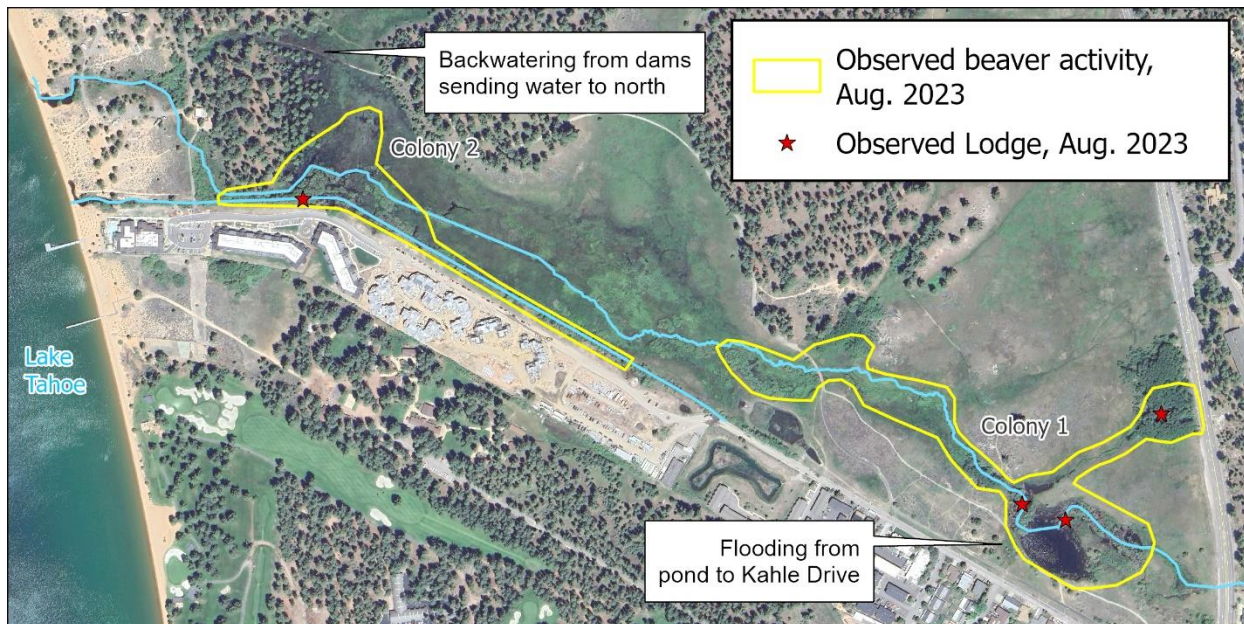 Backwatering from dams
sending water to north
Observed beaver activity,
Aug. 2023
Observed Lodge, Aug. 2023
Colony 2
Lake
Tahoe
Colony 1
Flooding from
pond to Kahle Drive